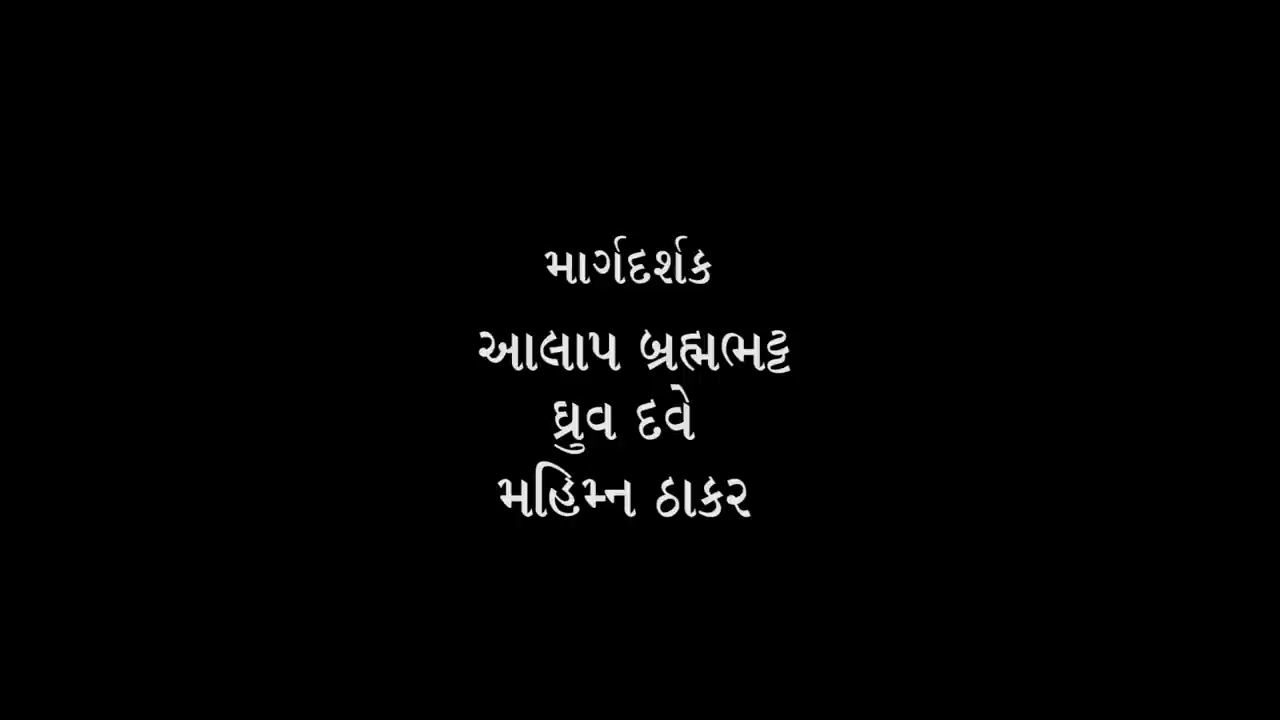 માર્ગદર્શક
આલાપ બ્રહ્મભટ્ટ
ધ્રુવ દવે
મહિમ્ન ઠાકર